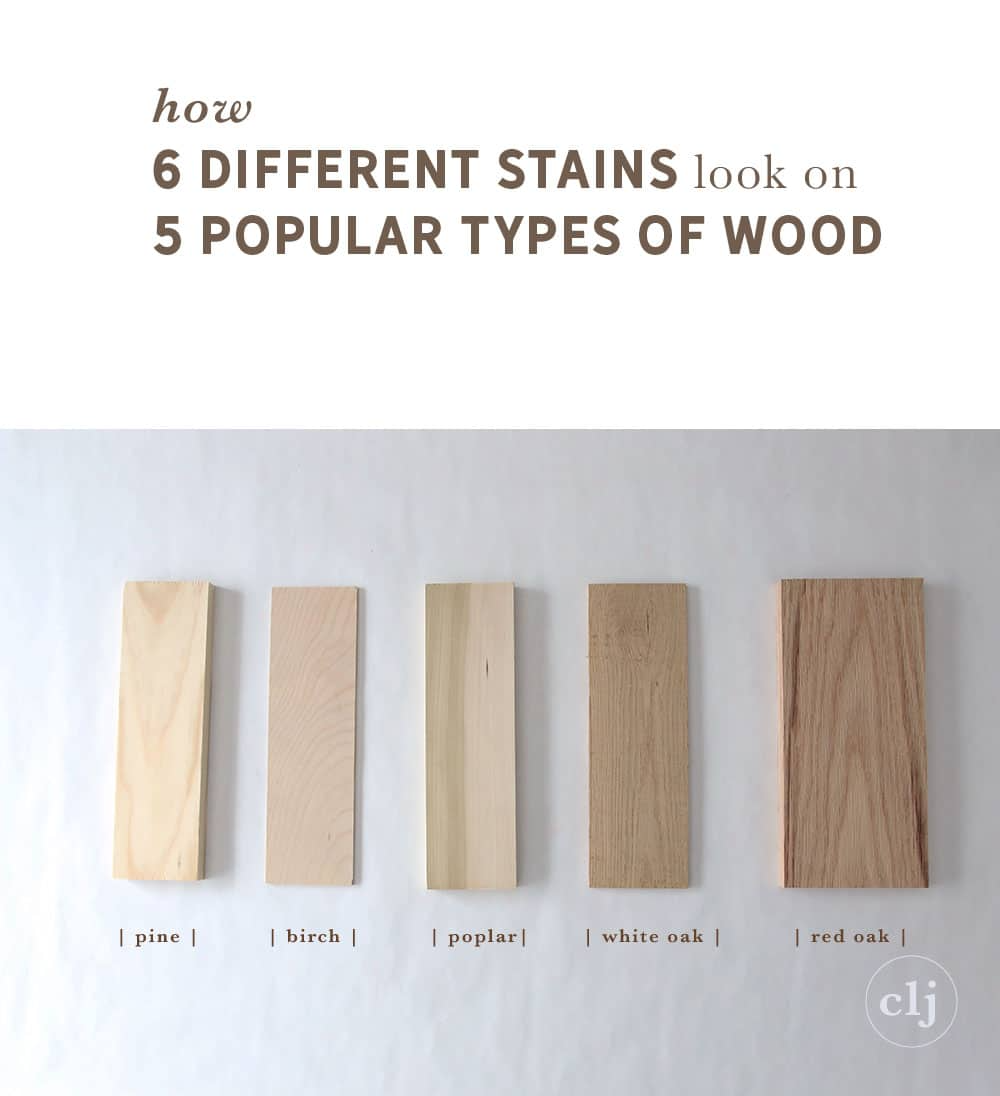 how
6 DIFFERENT STAINS look on
5 POPULAR TYPES OF WOOD
| pine |
| birch |
| poplar|
| white oak |
| red oak |
clj